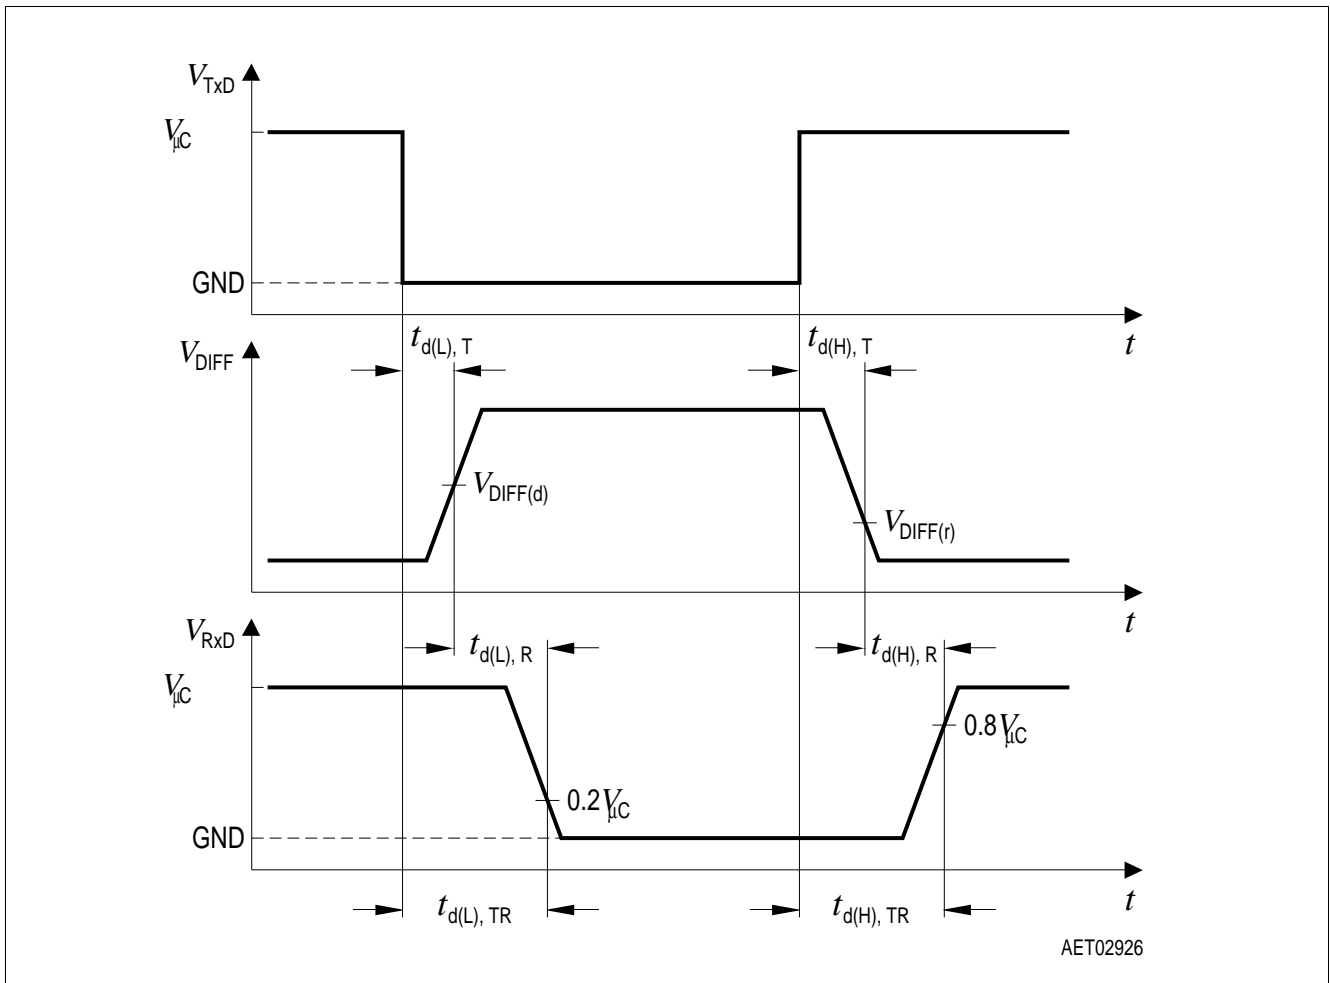 V_TxD
V_μC
GND
t
t_d(L), T
t_d(H), T
V_DIFF
V_DIFF(d)
V_DIFF(r)
t
V_RxD
t_d(L), R
t_d(H), R
V_μC
0.8V_μC
0.2V_μC
GND
t
t_d(L), TR
t_d(H), TR
AET02926